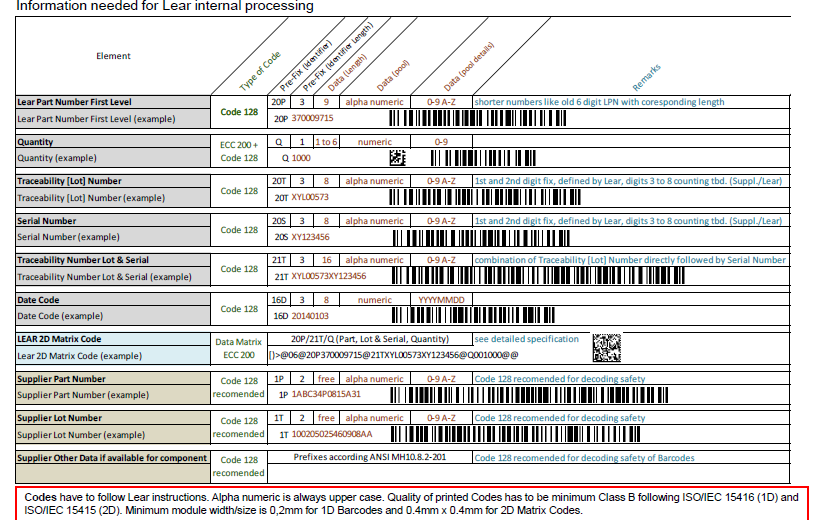 Information needed for Lear internal processing
Element Type of Code Pre-Fix (Identifier) Pre-Fix (Identifier Length) Data (Length) Data (pool) Data (pool details) Remarks
Lear Part Number First Level Code 128 20P 3 9 alpha numeric 0-9 A-Z shorter numbers like old 6 digit LPN with coresponding length
Lear Part Number First Level (example) 20P 370009715
Quantity ECC 200 + Code 128 Q 1 1 to 6 numeric 0-9
Quantity (example) Q 1000
Traceability [Lot] Number Code 128 20T 3 8 alpha numeric 0-9 A-Z 1st and 2nd digit fix, defined by Lear, digits 3 to 8 counting tbd. (Suppl./Lear)
Traceability [Lot] Number (example) 20T XYL00573
Serial Number Code 128 20S 3 8 alpha numeric 0-9 A-Z 1st and 2nd digit fix, defined by Lear, digits 3 to 8 counting tbd. (Suppl./Lear)
Serial Number (example) 20S XY123456
Traceability Number Lot & Serial Code 128 21T 3 16 alpha numeric 0-9 A-Z combination of Traceability [Lot] Number directly followed by Serial Number
Traceability Number Lot & Serial (example) 21T XYL00573XY123456
Date Code Code 128 16D 3 8 numeric YYYYMMDD
Date Code (example) 16D 20140103
LEAR 2D Matrix Code Data Matrix ECC 200 20P/21T/Q (Part, Lot & Serial, Quantity) see detailed specification
Lear 2D Matrix Code (example) [)>@06@20P370009715@21TXYL00573XY123456@Q001000@@
Supplier Part Number Code 128 recomended 1P 2 free alpha numeric 0-9 A-Z Code 128 recomended for decoding safety
Supplier Part Number (example) 1P 1ABC34P0815A31
Supplier Lot Number Code 128 recomended 1T 2 free alpha numeric 0-9 A-Z Code 128 recomended for decoding safety
Supplier Lot Number (example) 1T 100205025460908AA
Supplier Other Data if available for component Code 128 recomended Prefixes according ANSI MH10.8.2-201 Code 128 recomended for decoding safety of Barcodes
Codes have to follow Lear instructions. Alpha numeric is always upper case. Quality of printed Codes has to be minimum Class B following ISO/IEC 15416 (1D) and
ISO/IEC 15415 (2D). Minimum module width/size is 0,2mm for 1D Barcodes and 0.4mm x 0.4mm for 2D Matrix Codes.